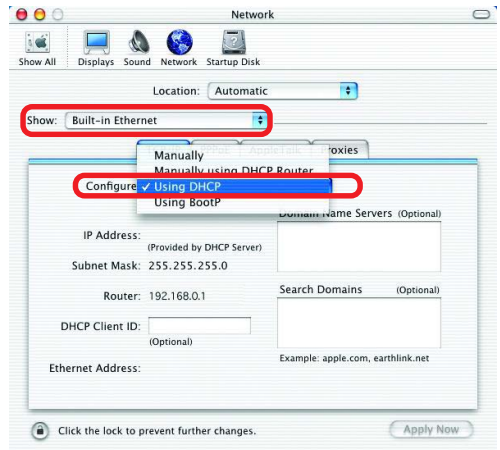 Network
Show All Displays Sound Network Startup Disk
Location: Automatic
Show: Built-in Ethernet
AppleTalk Proxies
Manually
Manually using DHCP Router
Configure ✓ Using DHCP
Using BootP
Domain Name Servers (Optional)
IP Address:
(Provided by DHCP Server)
Subnet Mask: 255.255.255.0
Router: 192.168.0.1
Search Domains (Optional)
DHCP Client ID:
(Optional)
Example: apple.com, earthlink.net
Ethernet Address:
Click the lock to prevent further changes.
Apply Now